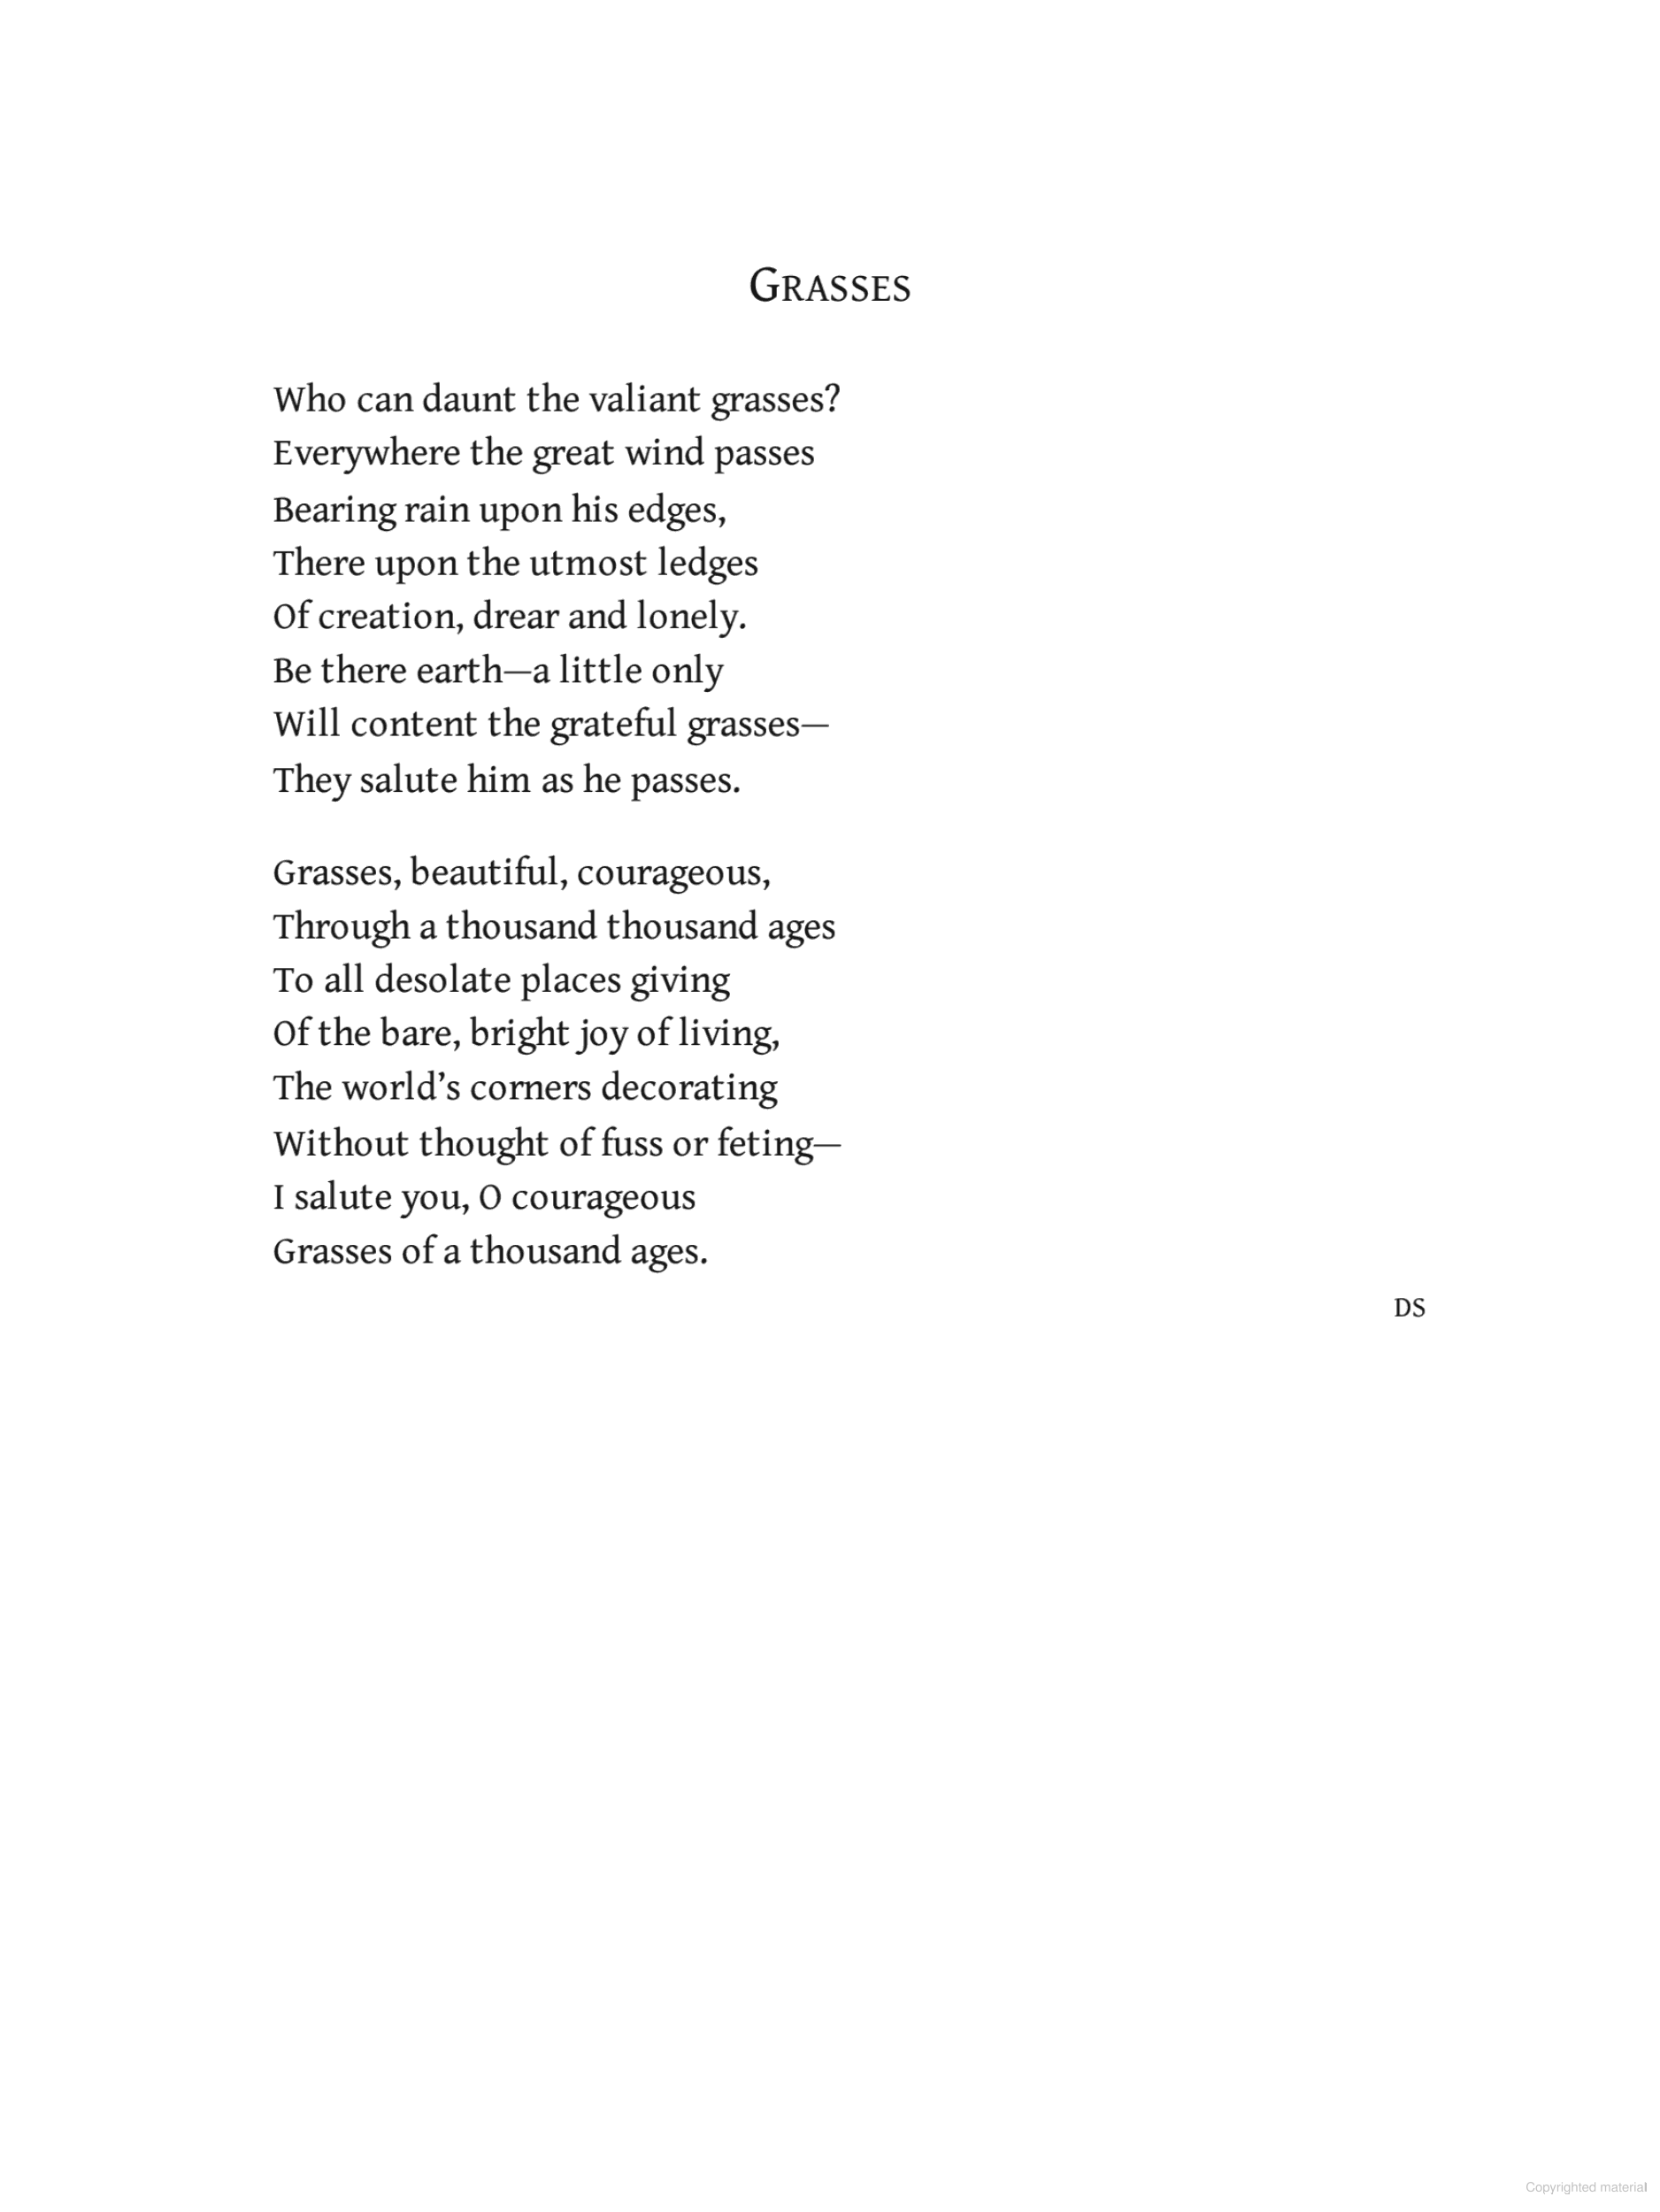 GRASSES
Who can daunt the valiant grasses?
Everywhere the great wind passes
Bearing rain upon his edges,
There upon the utmost ledges
Of creation, drear and lonely.
Be there earth—a little only
Will content the grateful grasses—
They salute him as he passes.
Grasses, beautiful, courageous,
Through a thousand thousand ages
To all desolate places giving
Of the bare, bright joy of living,
The world’s corners decorating
Without thought of fuss or feting—
I salute you, O courageous
Grasses of a thousand ages.
DS
Copyrighted material